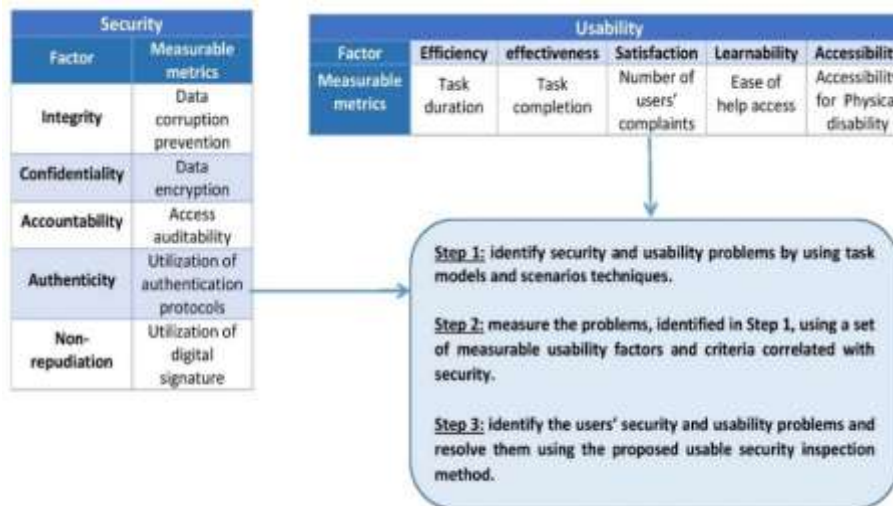 Security
Factor
Measurable
metrics
Integrity
Data
corruption
prevention
Confidentiality
Data
encryption
Accountability
Access
auditability
Authenticity
Utilization of
authentication
protocols
Non-
repudiation
Utilization of
digital
signature
Usability
Factor
Efficiency
effectiveness
Satisfaction
Learnability
Accessibilit
Measurable
metrics
Task
duration
Task
completion
Number of
users'
complaints
Ease of
help access
Accessibility
for Physica
disability
Step 1: identify security and usability problems by using task
models and scenarios techniques.
Step 2: measure the problems, identified in Step 1, using a set
of measurable usability factors and criteria correlated with
security.
Step 3: identify the users' security and usability problems and
resolve them using the proposed usable security inspection
method.